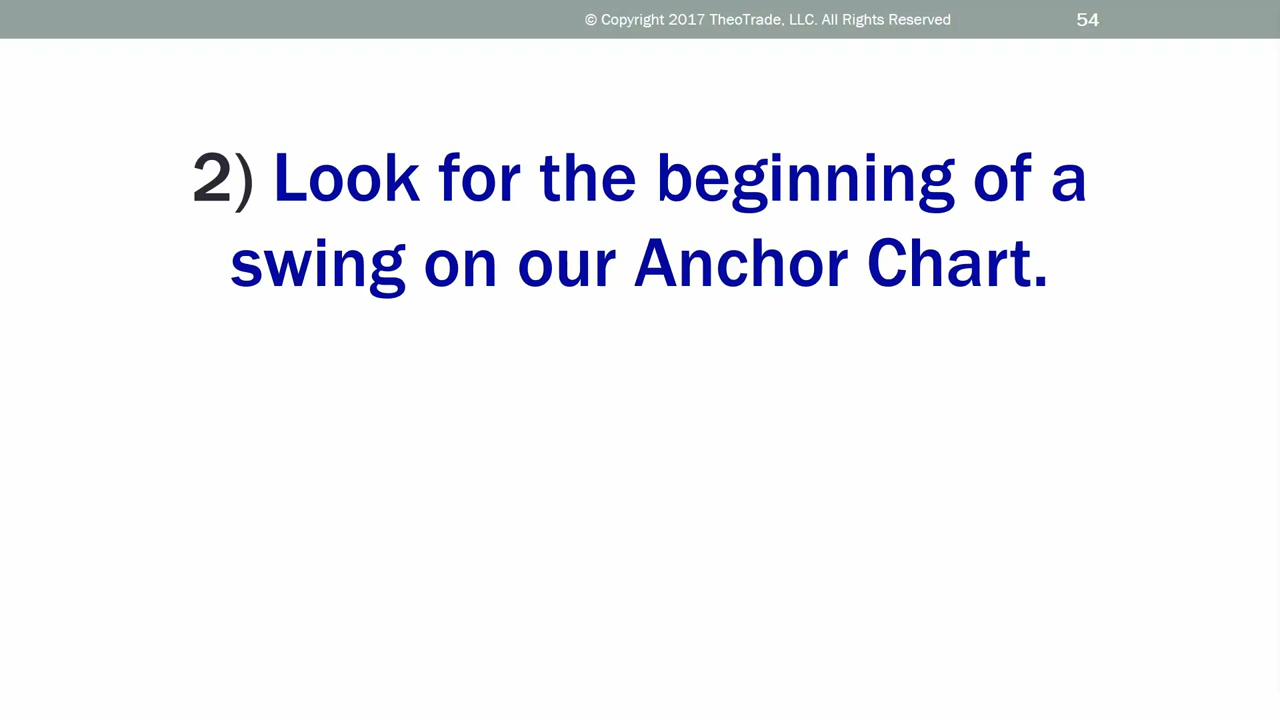 © Copyright 2017 TheoTrade, LLC. All Rights Reserved 54
2) Look for the beginning of a
swing on our Anchor Chart.